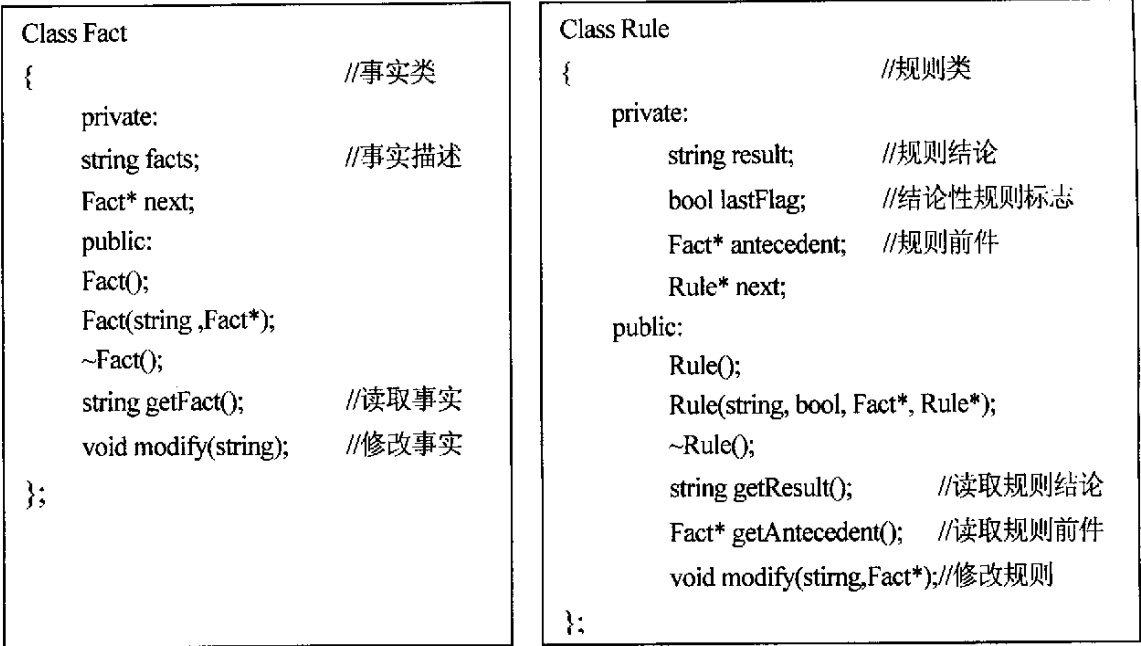 Class Fact
{ //事实类
private:
string facts; //事实描述
Fact* next;
public:
Fact();
Fact(string ,Fact*);
~Fact();
string getFact(); //读取事实
void modify(string); //修改事实
};
Class Rule
{ //规则类
private:
string result; //规则结论
bool lastFlag; //结论性规则标志
Fact* antecedent; //规则前件
Rule* next;
public:
Rule();
Rule(string, bool, Fact*, Rule*);
~Rule();
string getResult(); //读取规则结论
Fact* getAntecedent(); //读取规则前件
void modify(stirng,Fact*);//修改规则
};